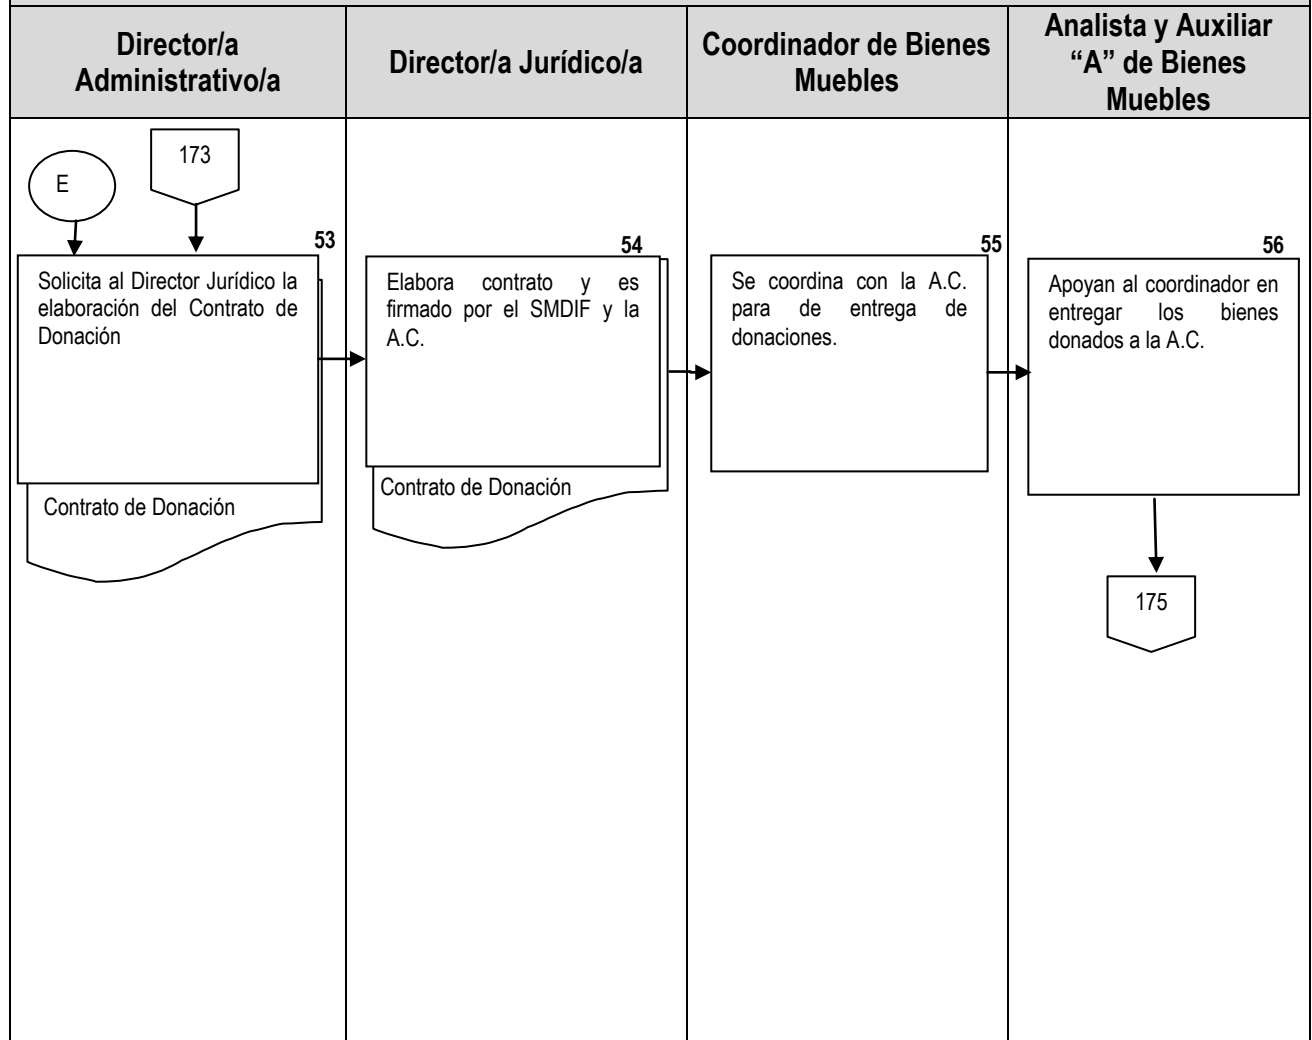 Director/a
Administrativo/a
Director/a Jurídico/a
Coordinador de Bienes
Muebles
Analista y Auxiliar
“A” de Bienes
Muebles
E
173
53
Solicita al Director Jurídico la
elaboración del Contrato de
Donación
Contrato de Donación
54
Elabora contrato y es
firmado por el SMDIF y la
A.C.
Contrato de Donación
55
Se coordina con la A.C.
para de entrega de
donaciones.
56
Apoyan al coordinador en
entregar los bienes
donados a la A.C.
175